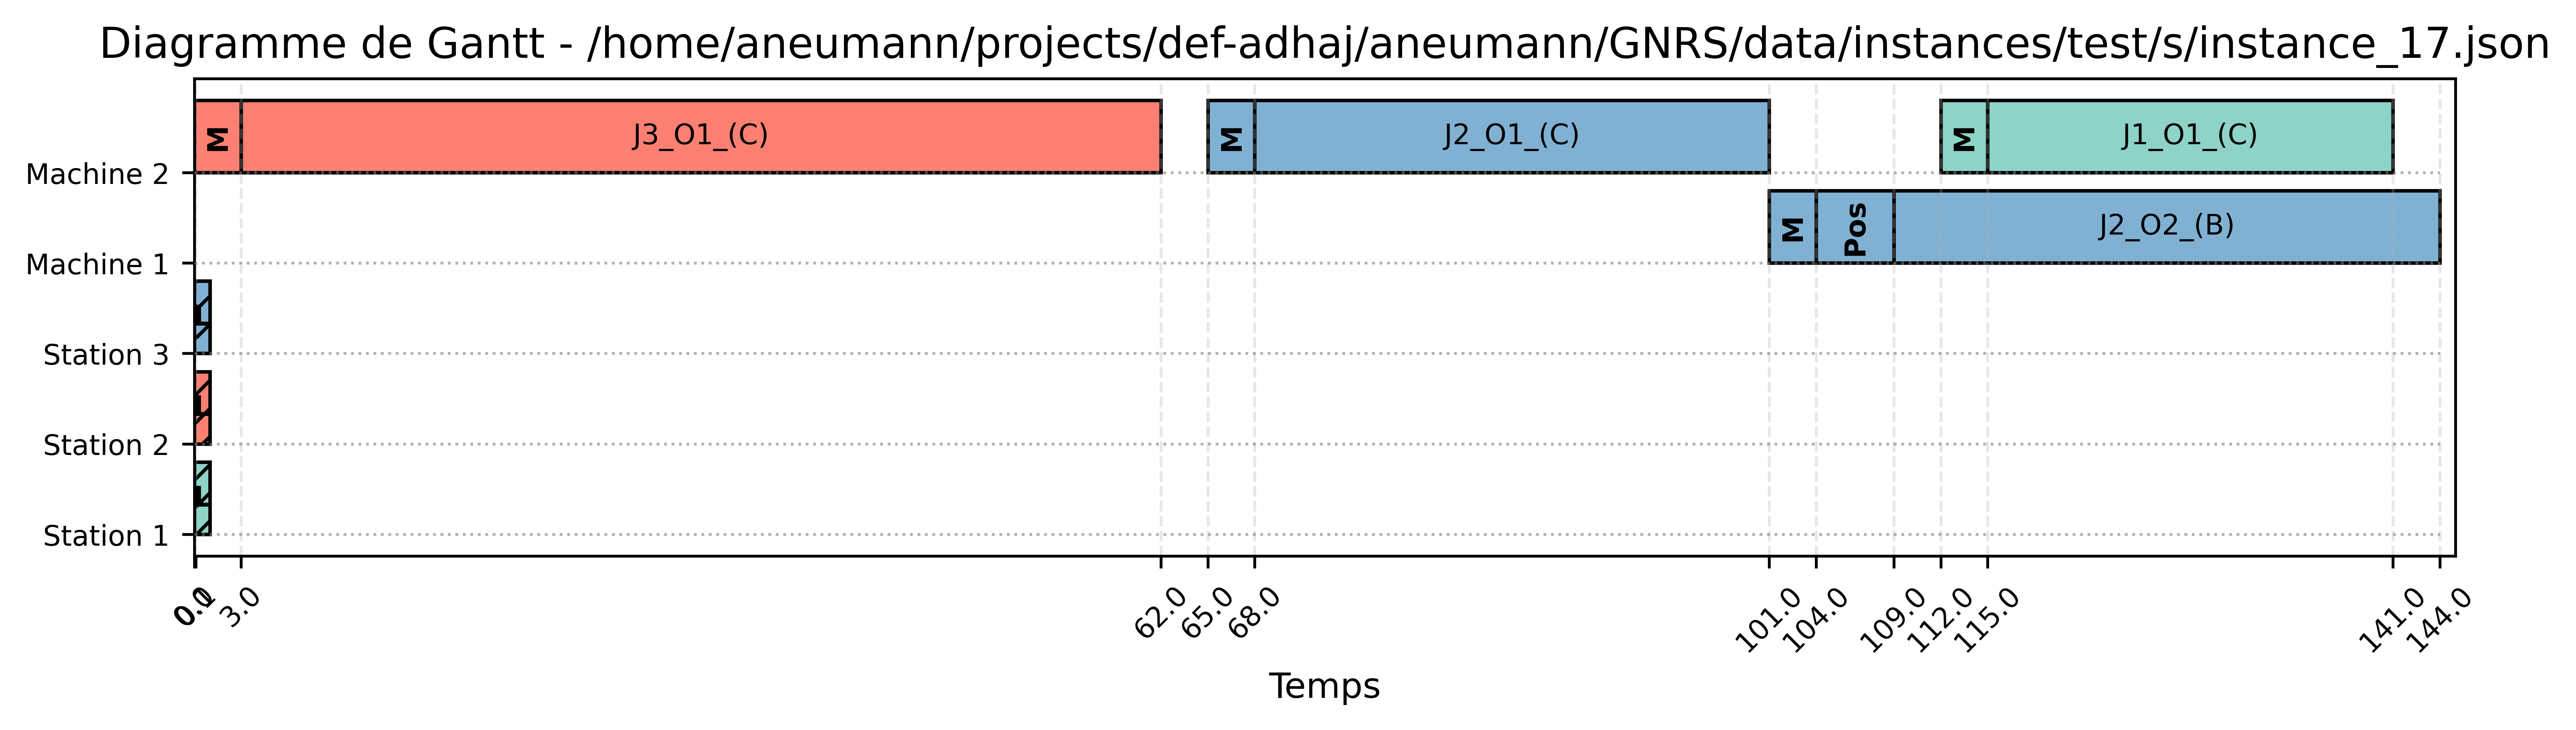 Diagramme de Gantt - /home/aneumann/projects/def-adhaj/aneumann/GNRS/data/instances/test/s/instance_17.json
M J3_O1_(C) M J2_O1_(C) M J1_O1_(C)
Machine 2
M Pos J2_O2_(B)
Machine 1
Station 3
Station 2
Station 1
0.0 3.0 62.0 65.0 68.0 101.0 104.0 109.0 112.0 115.0 141.0 144.0
Temps